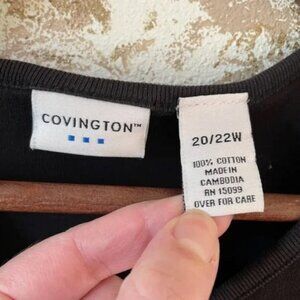 COVINGTON™
20/22W
100% COTTON
MADE IN
CAMBODIA
RN 15099
OVER FOR CARE